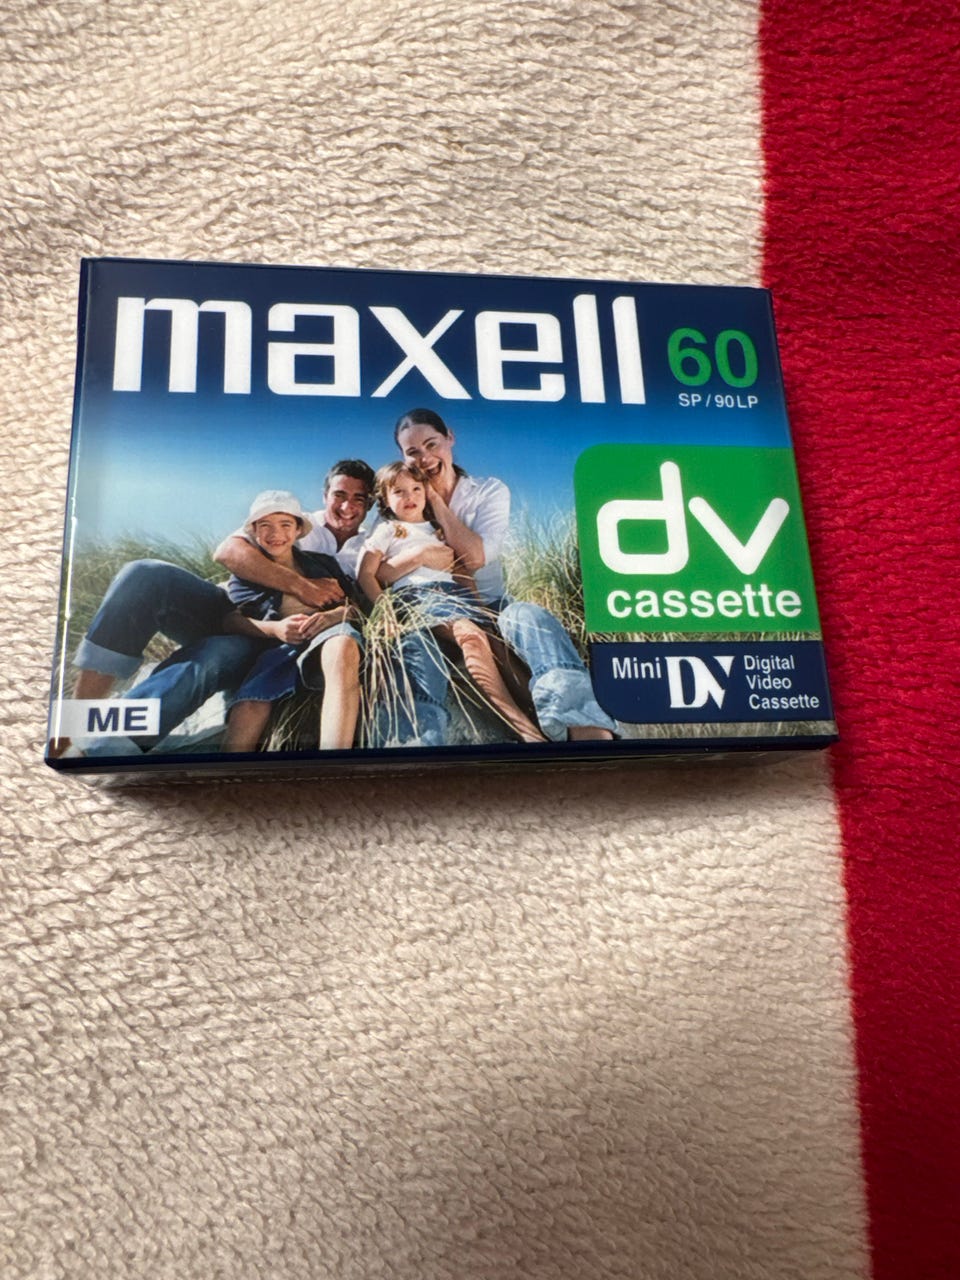 maxell
60
SP / 90 LP
dv
cassette
Mini DV Digital
Video
Cassette
ME